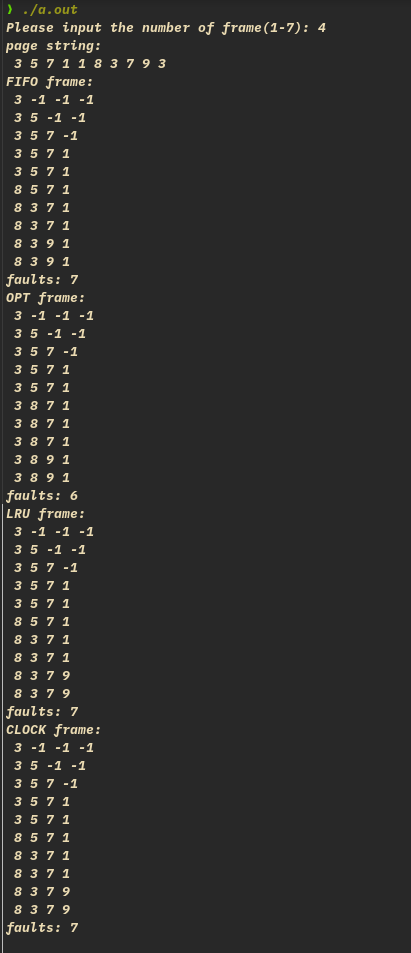 ❯ ./a.out
Please input the number of frame(1-7): 4
page string:
3 5 7 1 1 8 3 7 9 3
FIFO frame:
3 -1 -1 -1
3 5 -1 -1
3 5 7 -1
3 5 7 1
3 5 7 1
8 5 7 1
8 3 7 1
8 3 7 1
8 3 9 1
8 3 9 1
faults: 7
OPT frame:
3 -1 -1 -1
3 5 -1 -1
3 5 7 -1
3 5 7 1
3 5 7 1
3 8 7 1
3 8 7 1
3 8 7 1
3 8 9 1
3 8 9 1
faults: 6
LRU frame:
3 -1 -1 -1
3 5 -1 -1
3 5 7 -1
3 5 7 1
3 5 7 1
8 5 7 1
8 3 7 1
8 3 7 1
8 3 7 9
8 3 7 9
faults: 7
CLOCK frame:
3 -1 -1 -1
3 5 -1 -1
3 5 7 -1
3 5 7 1
3 5 7 1
8 5 7 1
8 3 7 1
8 3 7 1
8 3 7 9
8 3 7 9
faults: 7